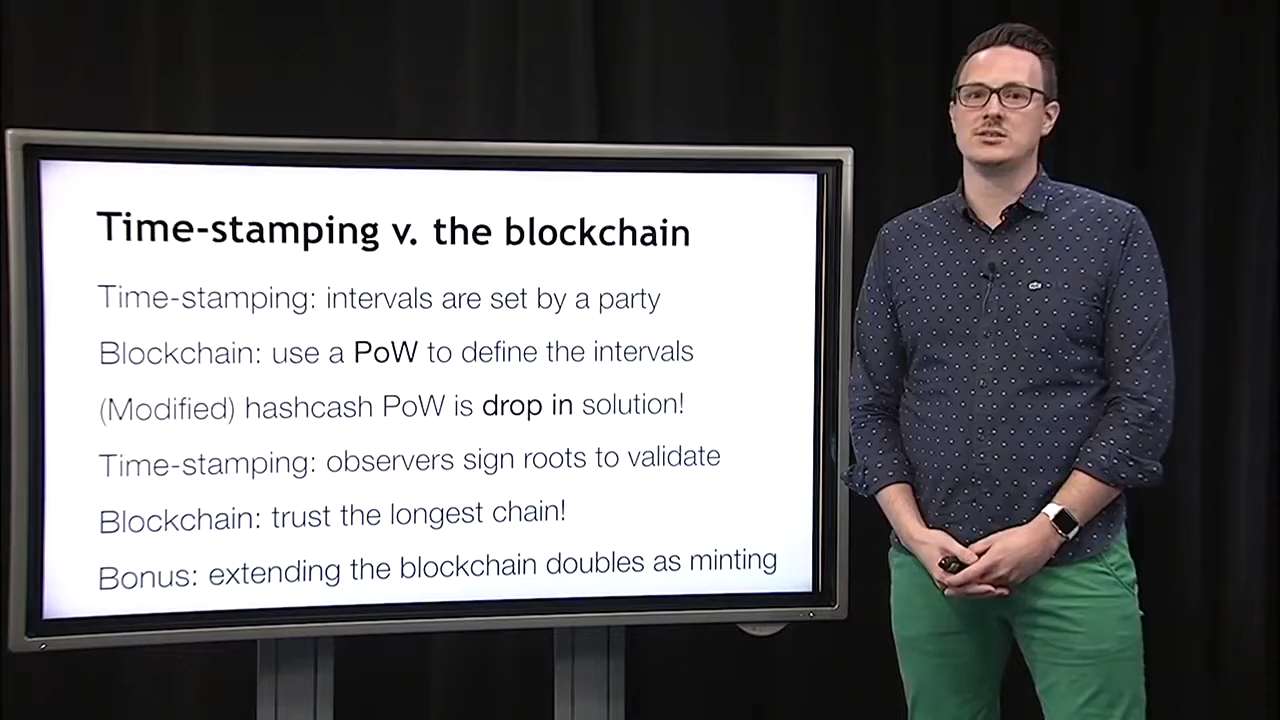 Time-stamping v. the blockchain
Time-stamping: intervals are set by a party
Blockchain: use a PoW to define the intervals
(Modified) hashcash PoW is drop in solution!
Time-stamping: observers sign roots to validate
Blockchain: trust the longest chain!
Bonus: extending the blockchain doubles as minting